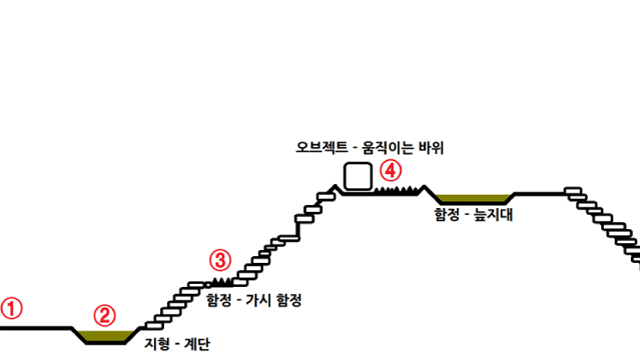 오브젝트 - 움직이는 바위
④
함정 - 늪지대
③
함정 - 가시 함정
①
②
지형 - 계단